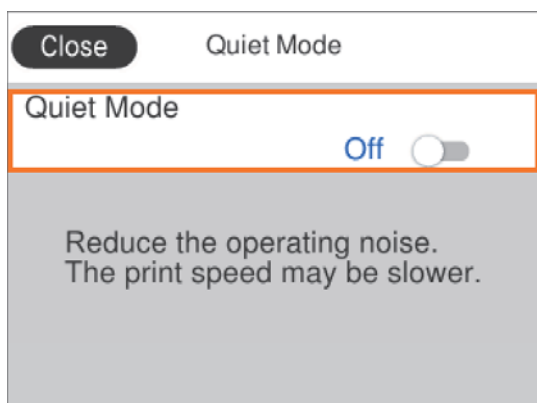 Close Quiet Mode
Quiet Mode
Off
Reduce the operating noise.
The print speed may be slower.